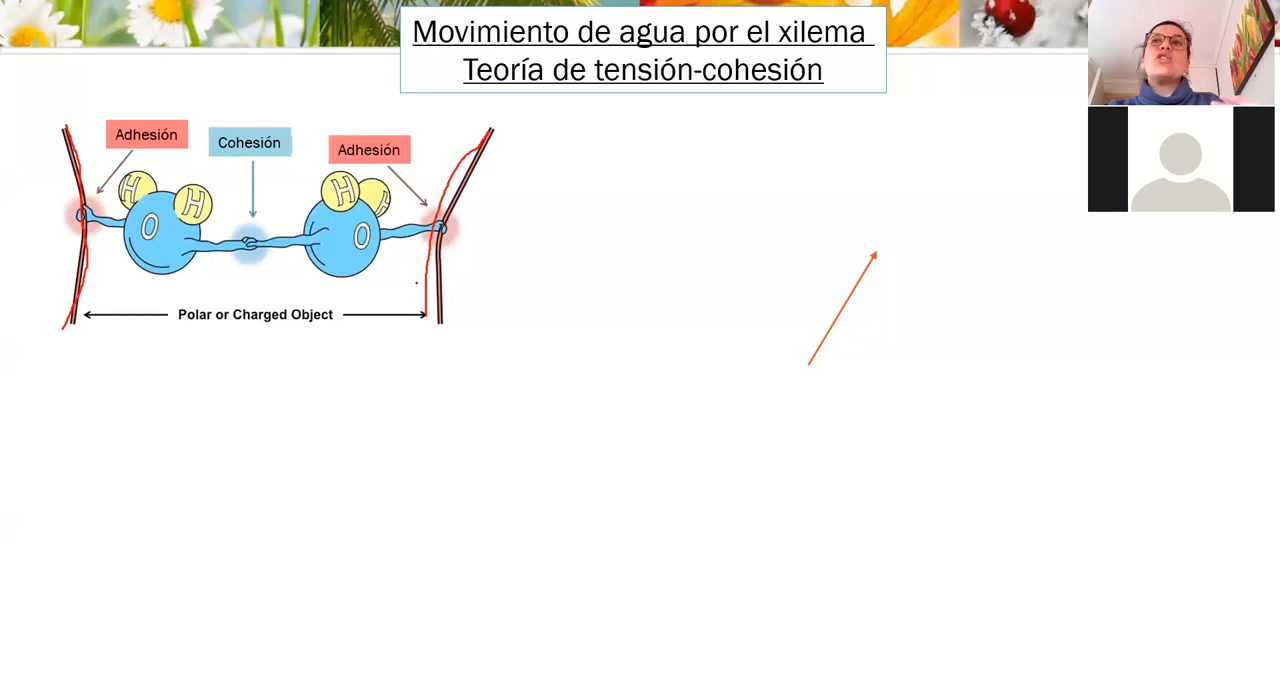 Movimiento de agua por el xilema
Teoría de tensión-cohesión
Adhesión
Cohesión
Adhesión
H
H
H
H
O
O
Polar or Charged Object